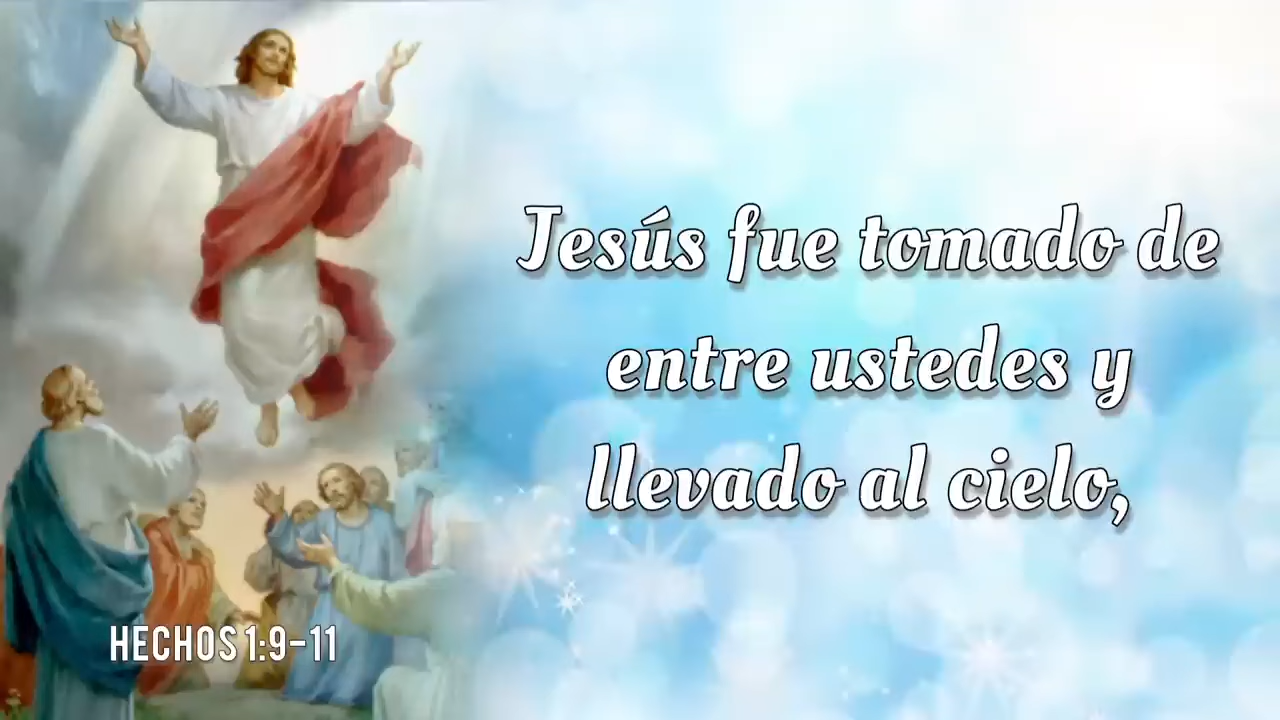 Jesús fue tomado de
entre ustedes y
llevado al cielo,
HECHOS 1:9-11